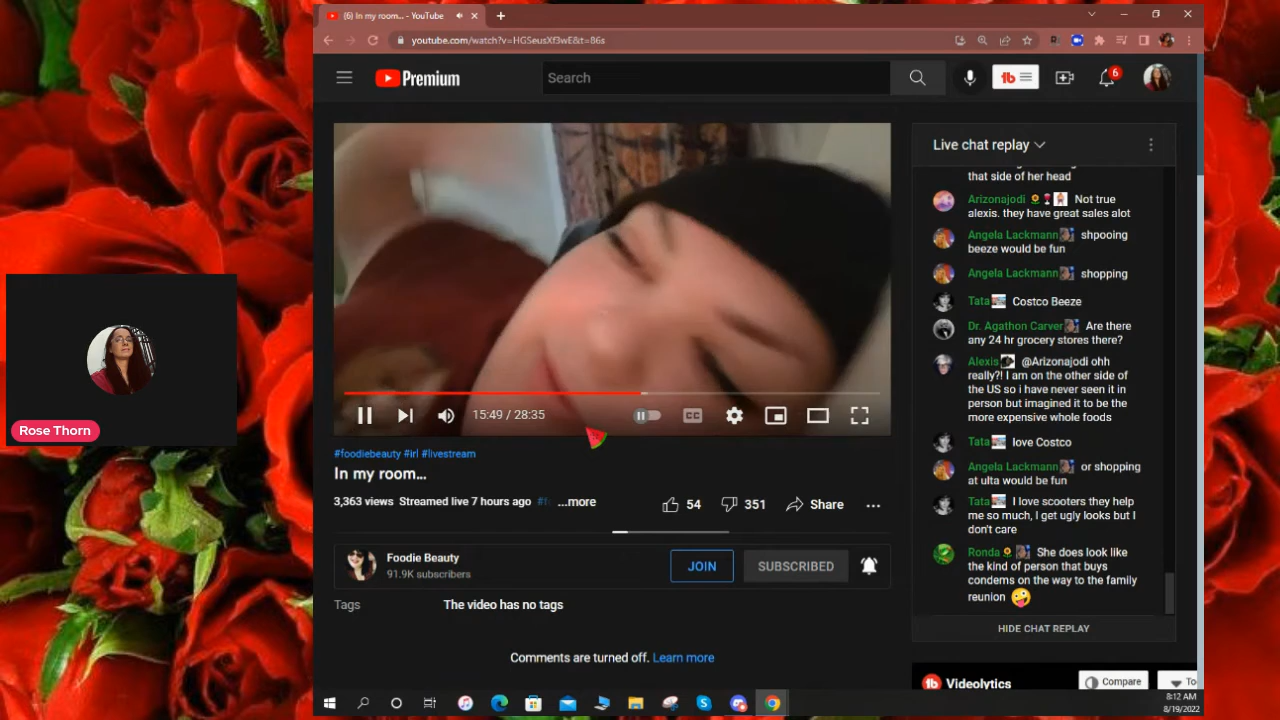 (6) In my room... - YouTube
youtube.com/watch?v=HGSeusXf3wE&t=86s
Premium
Search
6
Live chat replay
that side of her head
Arizonajodi Not true
alexis. they have great sales alot
Angela Lackmann shpooing
beeze would be fun
Angela Lackmann shopping
Tata Costco Beeze
Dr. Agathon Carver Are there
any 24 hr grocery stores there?
Alexis @Arizonajodi ohh
really?! I am on the other side of
the US so i have never seen it in
person but imagined it to be the
more expensive whole foods
Tata love Costco
Angela Lackmann or shopping
at ulta would be fun
Tata I love scooters they help
me so much, I get ugly looks but I
don't care
Ronda She does look like
the kind of person that buys
condems on the way to the family
reunion
HIDE CHAT REPLAY
15:49 / 28:35
CC
#foodiebeauty #irl #livestream
In my room...
3,363 views Streamed live 7 hours ago ...more
54
351
Share
Foodie Beauty
91.9K subscribers
JOIN
SUBSCRIBED
Tags
The video has no tags
Comments are turned off. Learn more
tb Videolytics
Compare
To
8:12 AM
8/19/2022
Rose Thorn